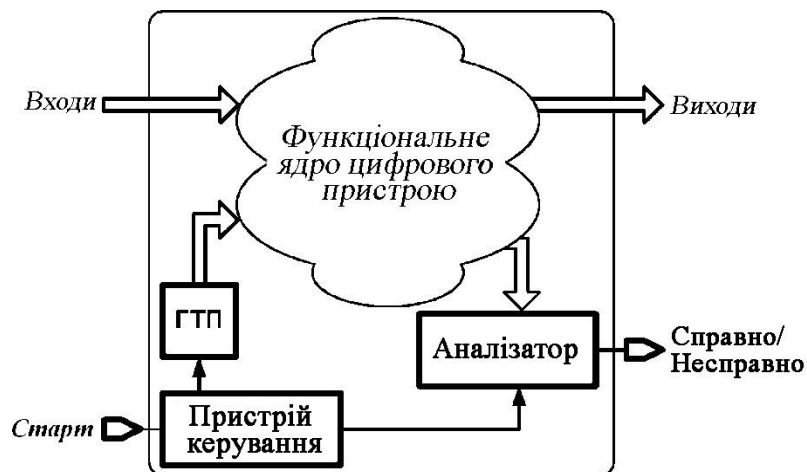 Входи
Виходи
Функціональне
ядро цифрового
пристрою
ГТП
Аналізатор
Справно/
Несправно
Старт
Пристрій
керування